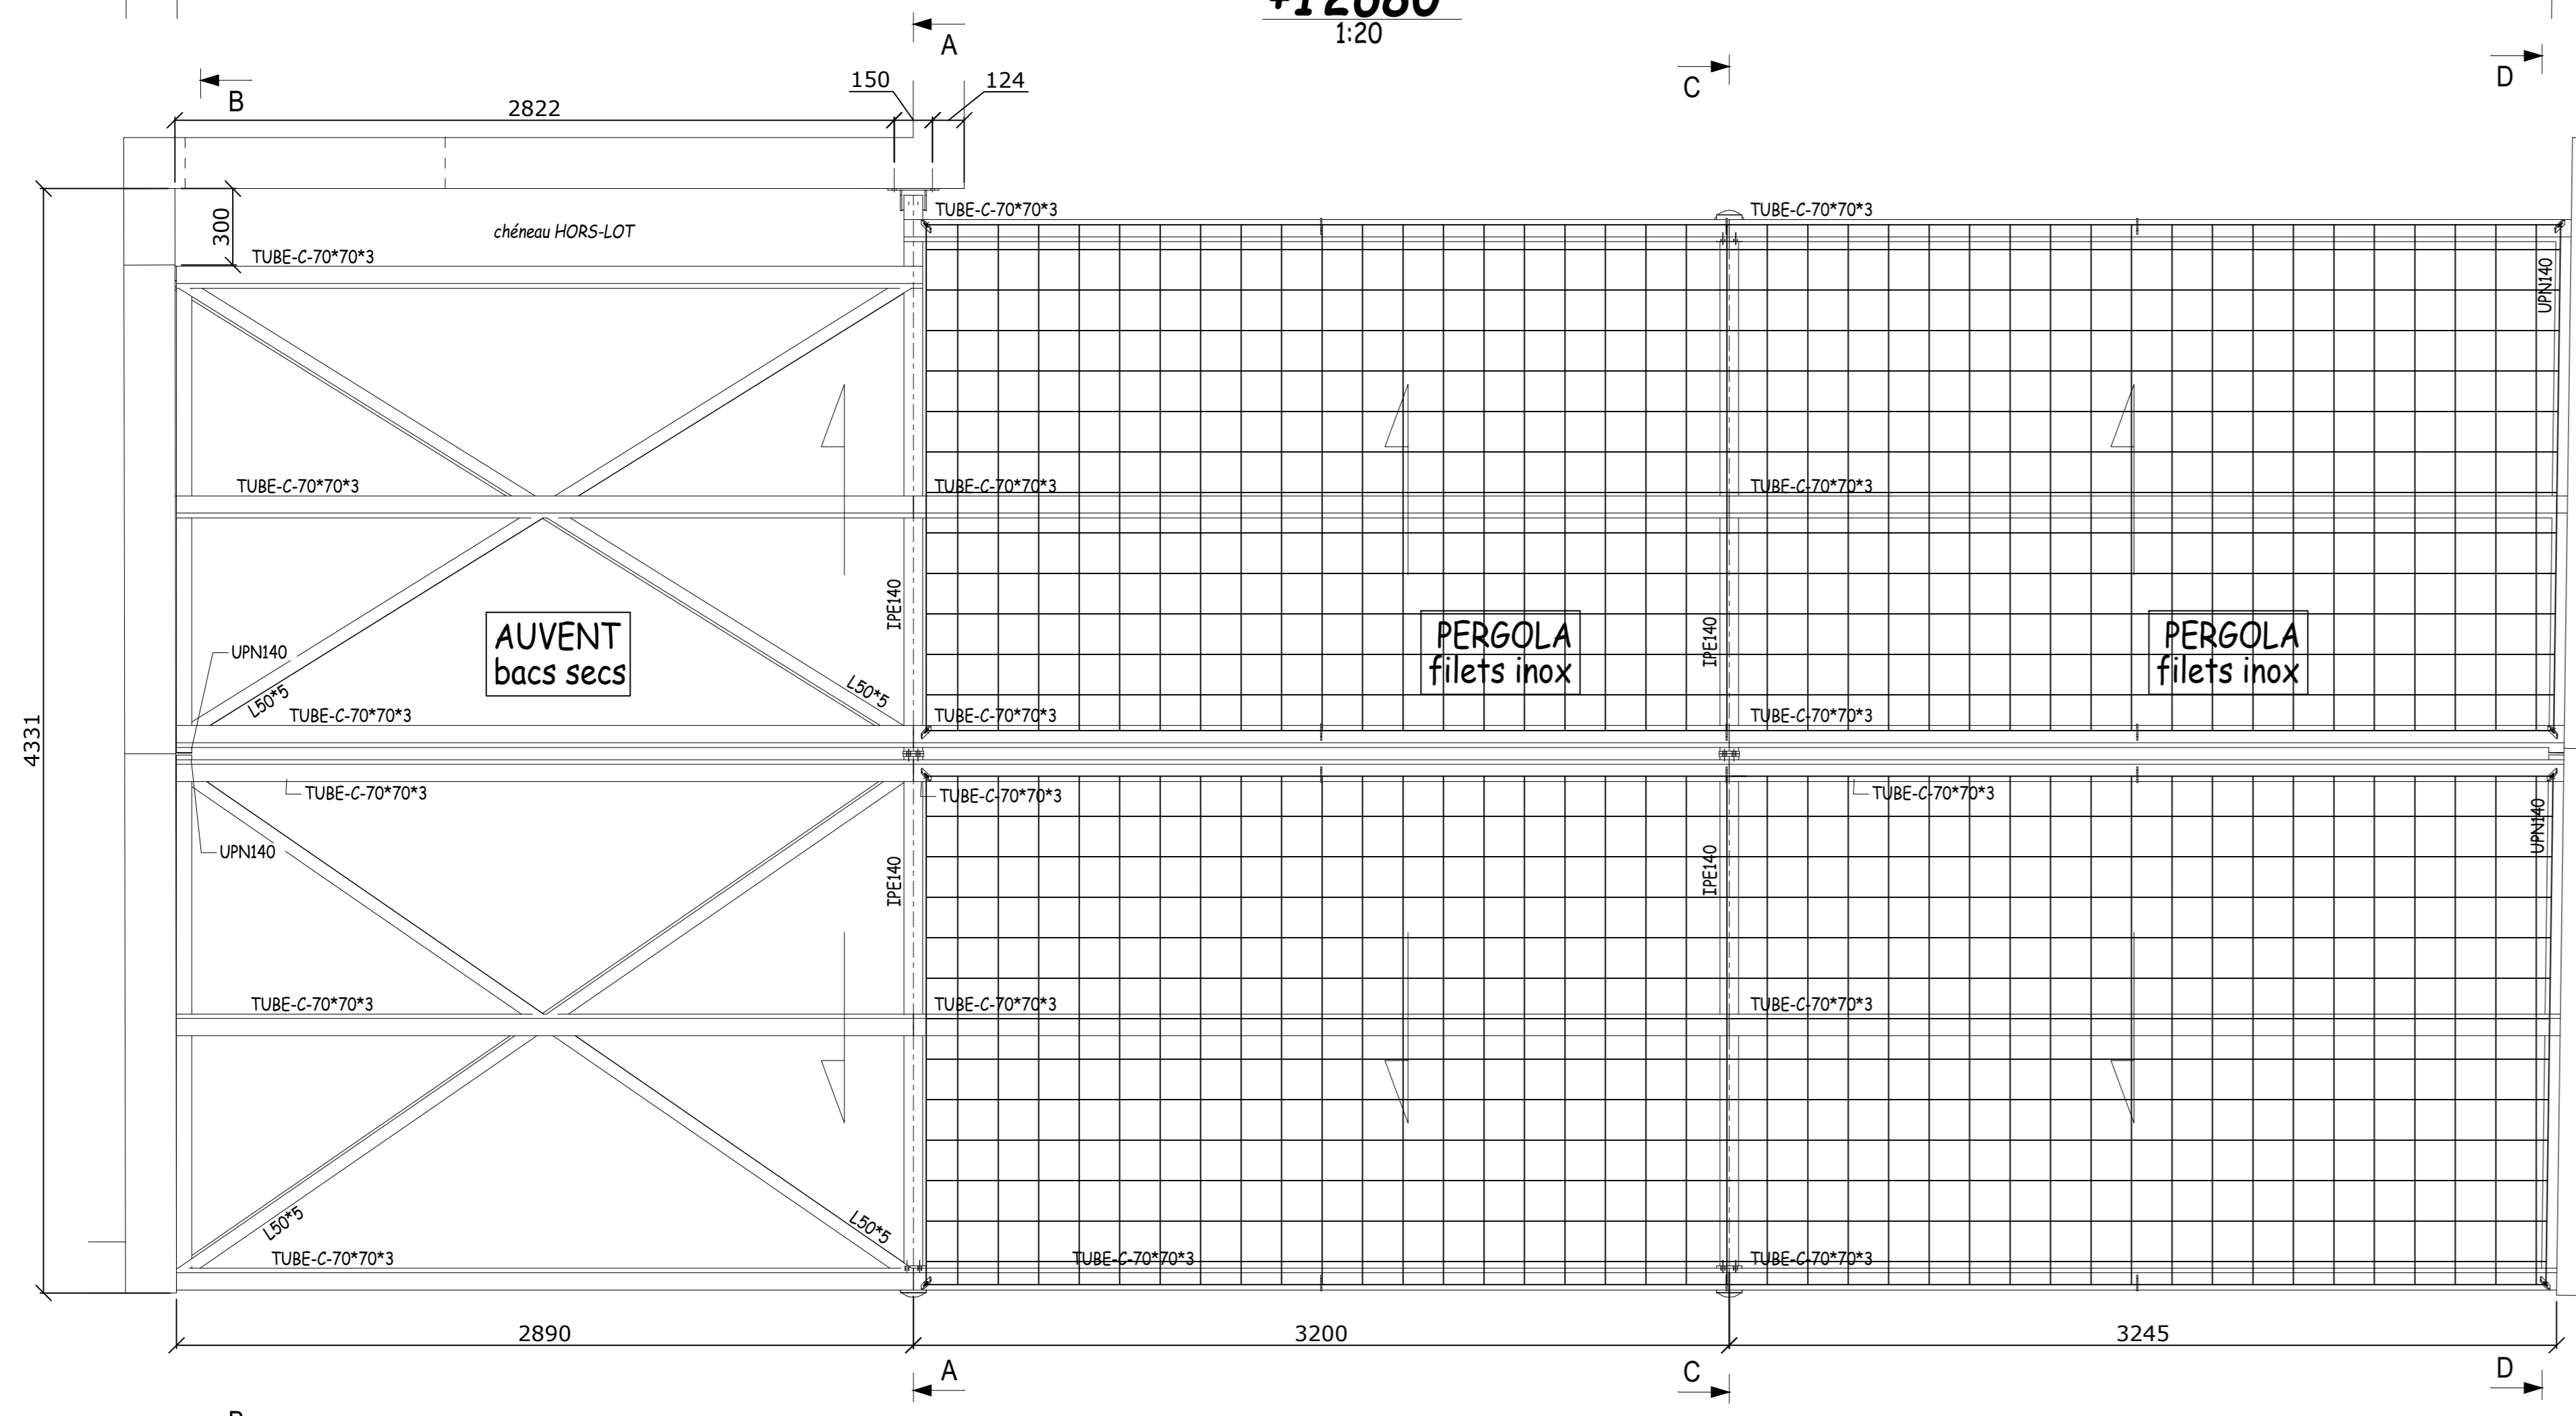 +12680
1:20
A
B
C
D
150
124
2822
300
chéneau HORS-LOT
TUBE-C-70*70*3
TUBE-C-70*70*3
TUBE-C-70*70*3
UPN140
TUBE-C-70*70*3
TUBE-C-70*70*3
TUBE-C-70*70*3
IPE140
IPE140
AUVENT
bacs secs
PERGOLA
filets inox
PERGOLA
filets inox
UPN140
L50*5
L50*5
TUBE-C-70*70*3
TUBE-C-70*70*3
TUBE-C-70*70*3
4331
TUBE-C-70*70*3
TUBE-C-70*70*3
TUBE-C-70*70*3
UPN140
UPN140
IPE140
IPE140
TUBE-C-70*70*3
TUBE-C-70*70*3
TUBE-C-70*70*3
L50*5
L50*5
TUBE-C-70*70*3
TUBE-C-70*70*3
TUBE-C-70*70*3
2890
3200
3245
A
C
D